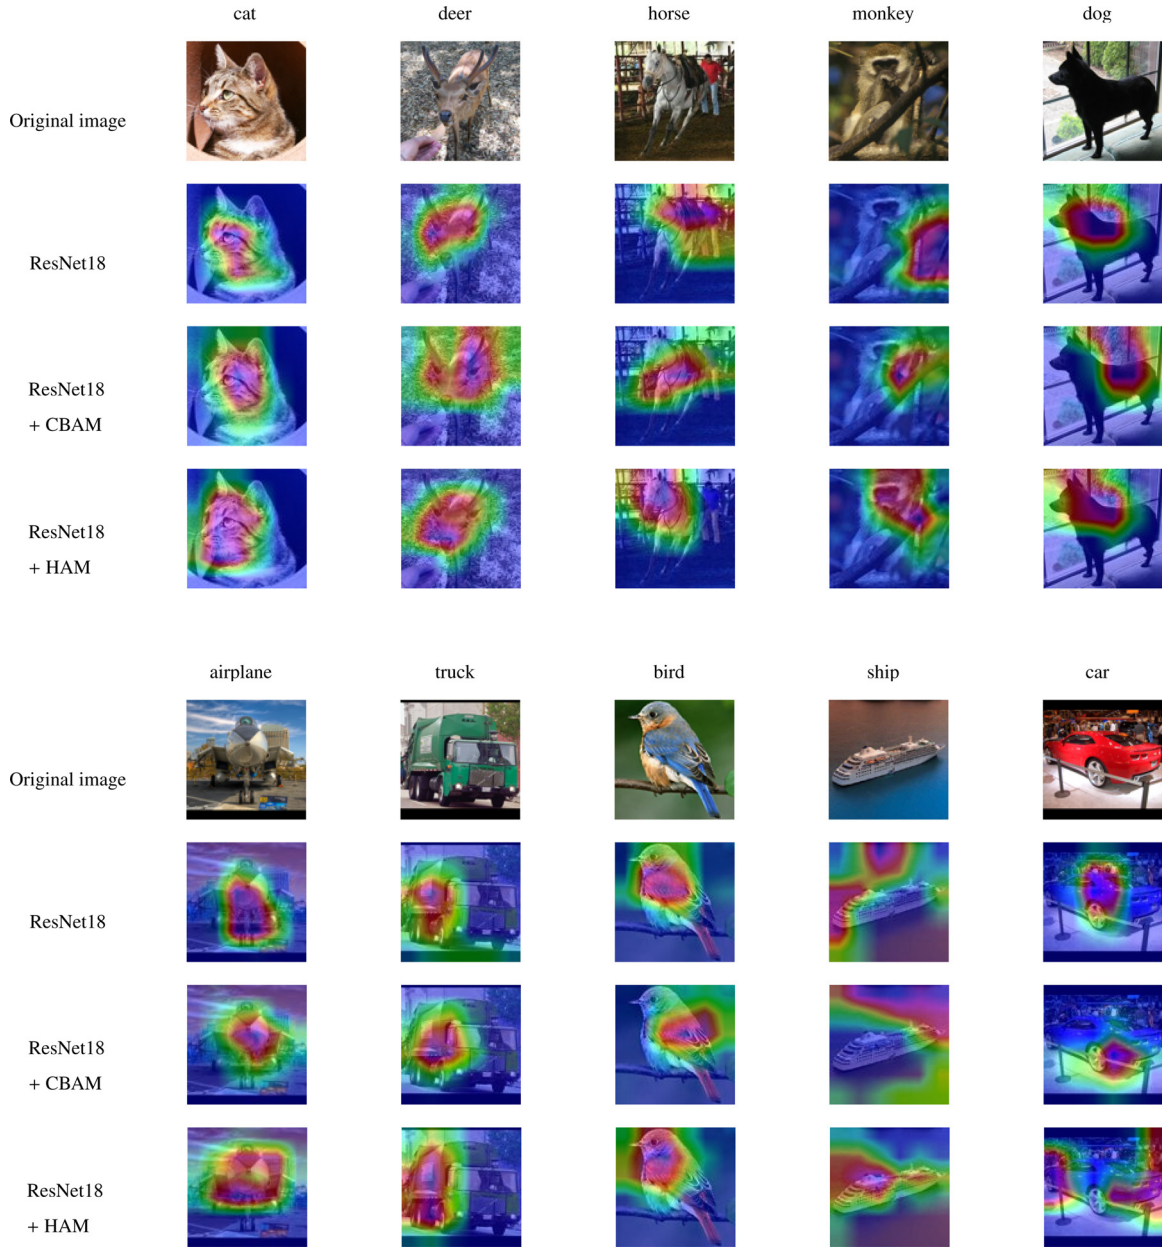 cat deer horse monkey dog
Original image
ResNet18
ResNet18
+ CBAM
ResNet18
+ HAM
airplane truck bird ship car
Original image
ResNet18
ResNet18
+ CBAM
ResNet18
+ HAM